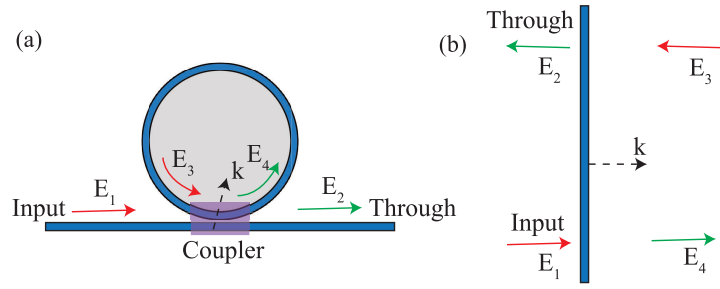 (a)
E3
E4
k
E1
E2
Input
Through
Coupler
(b)
Through
E2
E3
k
Input
E1
E4